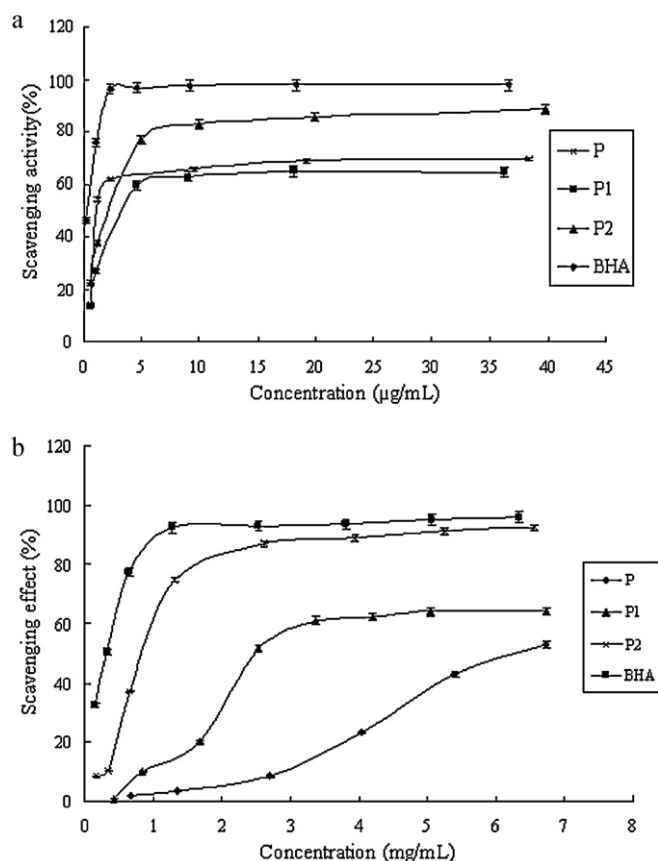 a
120
100
80
60
40
20
0
Scavenging activity(%)
0 5 10 15 20 25 30 35 40 45
Concentration (μg/mL)
P
P1
P2
BHA
b
120
100
80
60
40
20
0
Scavenging effect (%)
0 1 2 3 4 5 6 7 8
Concentration (mg/mL)
P
P1
P2
BHA